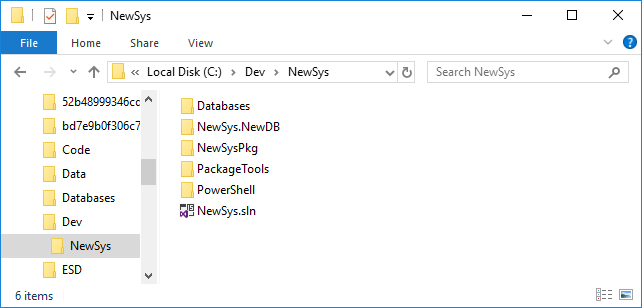 NewSys
File Home Share View
« Local Disk (C:) Dev NewSys Search NewSys
52b48999346cc
bd7e9b0f306c7
Code
Data
Databases
Dev
NewSys
ESD
Databases
NewSys.NewDB
NewSysPkg
PackageTools
PowerShell
NewSys.sln
6 items